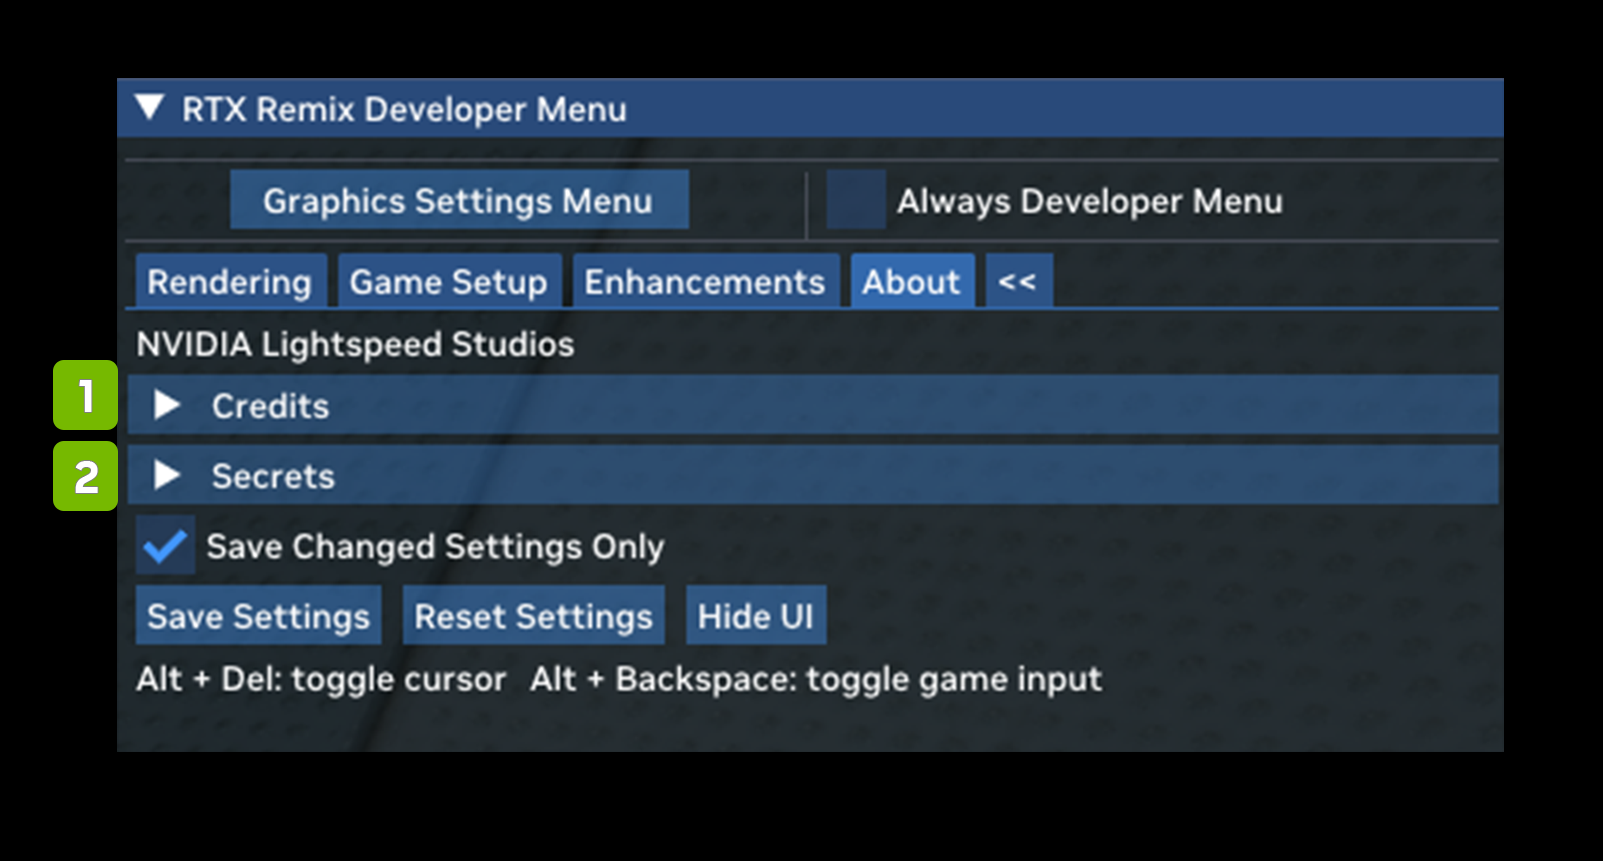 RTX Remix Developer Menu
Graphics Settings Menu Always Developer Menu
Rendering Game Setup Enhancements About <<
NVIDIA Lightspeed Studios
1 Credits
2 Secrets
Save Changed Settings Only
Save Settings Reset Settings Hide UI
Alt + Del: toggle cursor Alt + Backspace: toggle game input